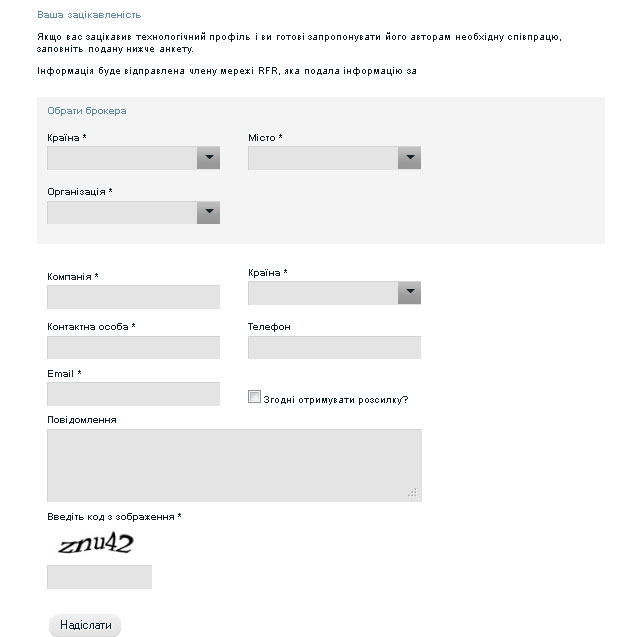 Ваша зацікавленість
Якщо вас зацікавив технологічний профіль і ви готові запропонувати його авторам необхідну співпрацю,
заповніть подану нижче анкету.
Інформація буде відправлена члену мережі RFR, яка подала інформацію за
Обрати брокера
Країна * Місто *
Організація *
Компанія * Країна *
Контактна особа * Телефон
Email *
Згодні отримувати розсилку?
Повідомлення
Введіть код з зображення *
znu42
Надіслати